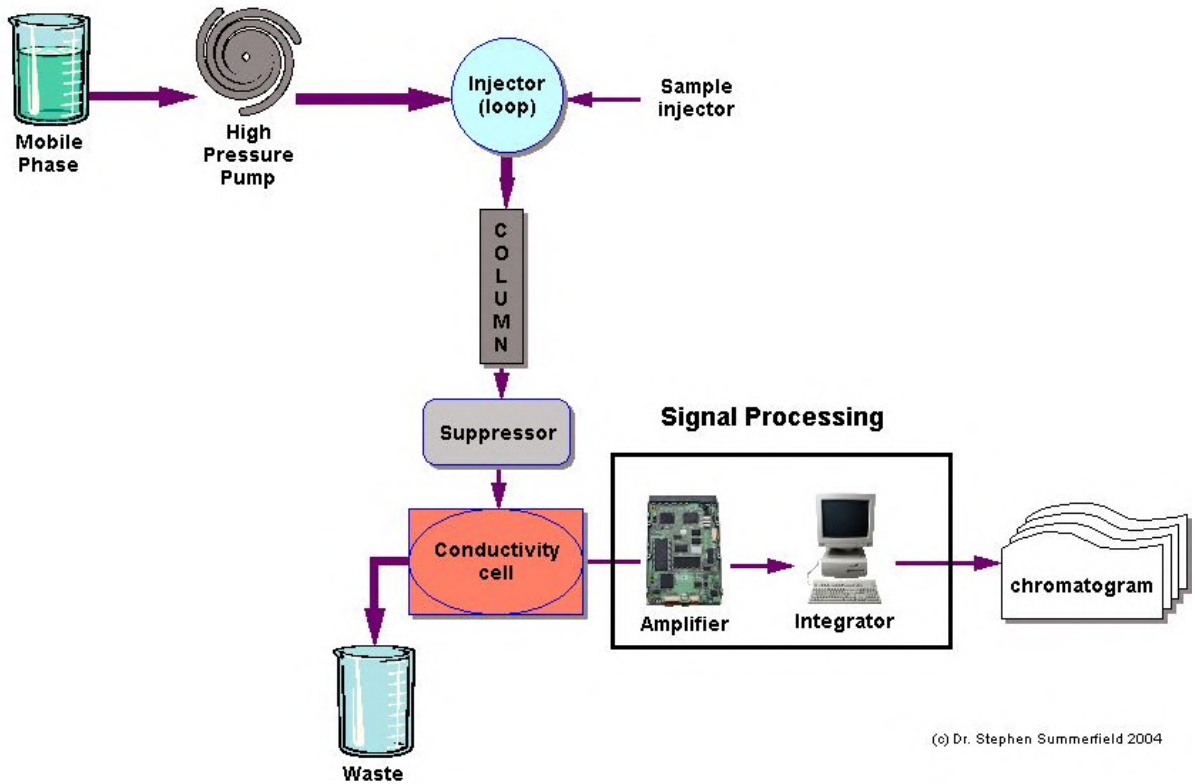 Mobile
Phase
High
Pressure
Pump
Injector
(loop)
Sample
injector
COLUMN
Suppressor
Signal Processing
Conductivity
cell
Amplifier
Integrator
chromatogram
Waste
(c) Dr. Stephen Summerfield 2004